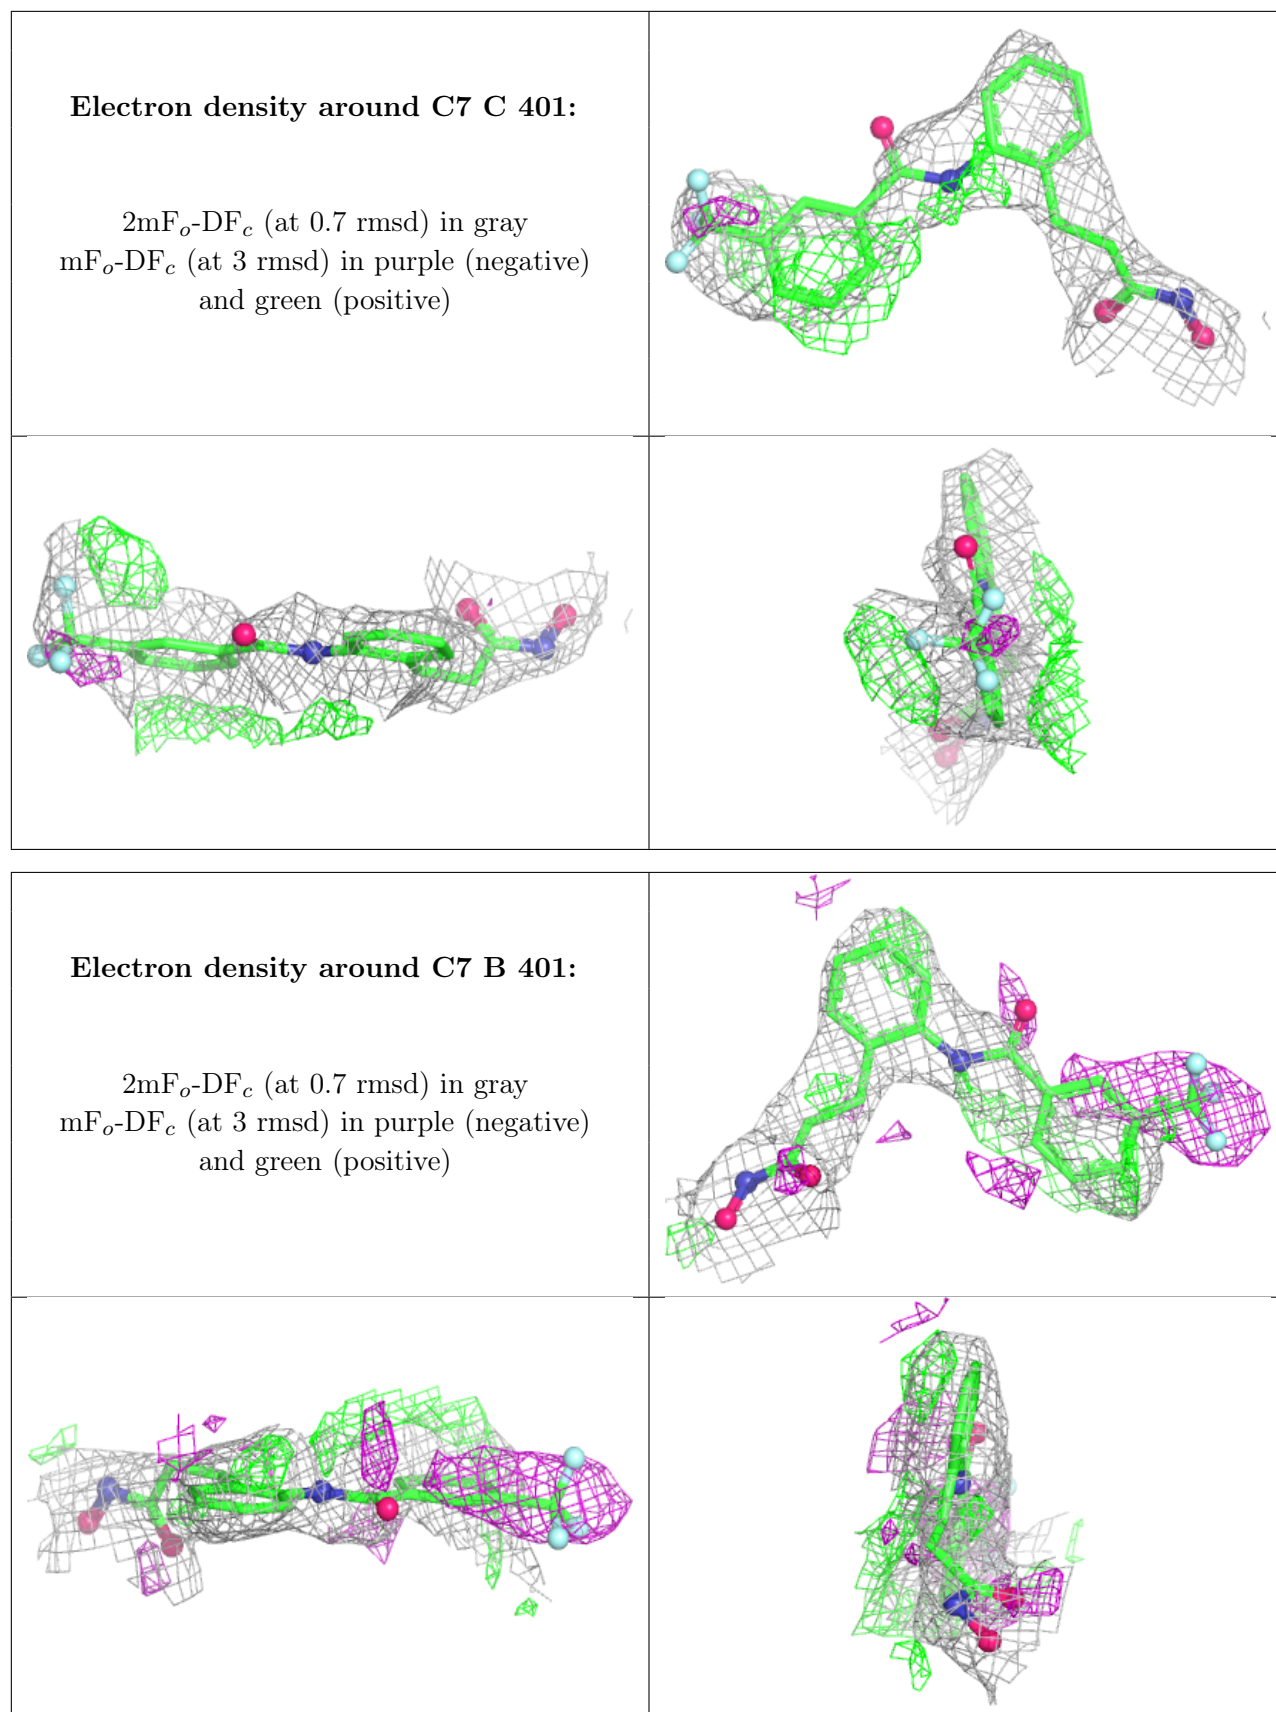 Electron density around C7 C 401:
2mFo-DFc (at 0.7 rmsd) in gray
mFo-DFc (at 3 rmsd) in purple (negative)
and green (positive)
Electron density around C7 B 401:
2mFo-DFc (at 0.7 rmsd) in gray
mFo-DFc (at 3 rmsd) in purple (negative)
and green (positive)